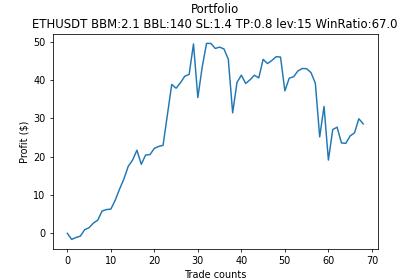 Portfolio
ETHUSDT BBM:2.1 BBL:140 SL:1.4 TP:0.8 lev:15 WinRatio:67.0
50
40
30
20
10
0
Profit ($)
0 10 20 30 40 50 60 70
Trade counts